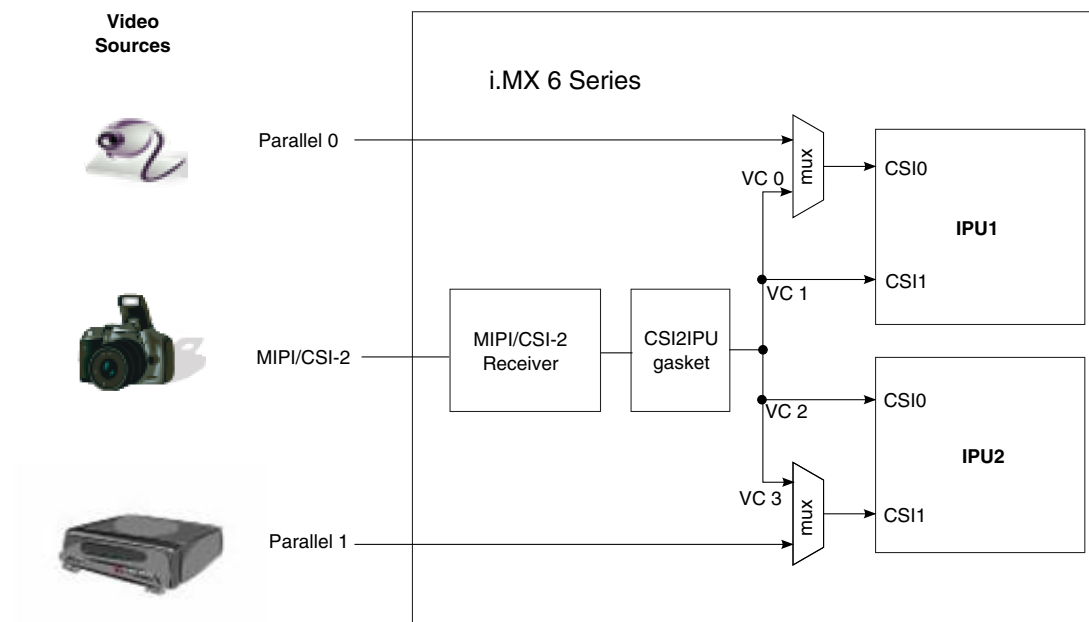 Video
Sources
i.MX 6 Series
Parallel 0
mux
VC 0
CSI0
IPU1
VC 1
CSI1
MIPI/CSI-2
MIPI/CSI-2
Receiver
CSI2IPU
gasket
VC 2
CSI0
IPU2
VC 3
mux
CSI1
Parallel 1